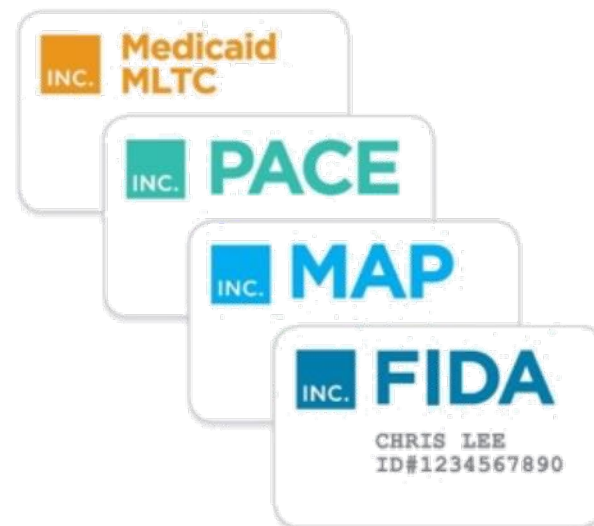 INC. Medicaid
MLTC
INC. PACE
INC. MAP
INC. FIDA
CHRIS LEE
ID#1234567890